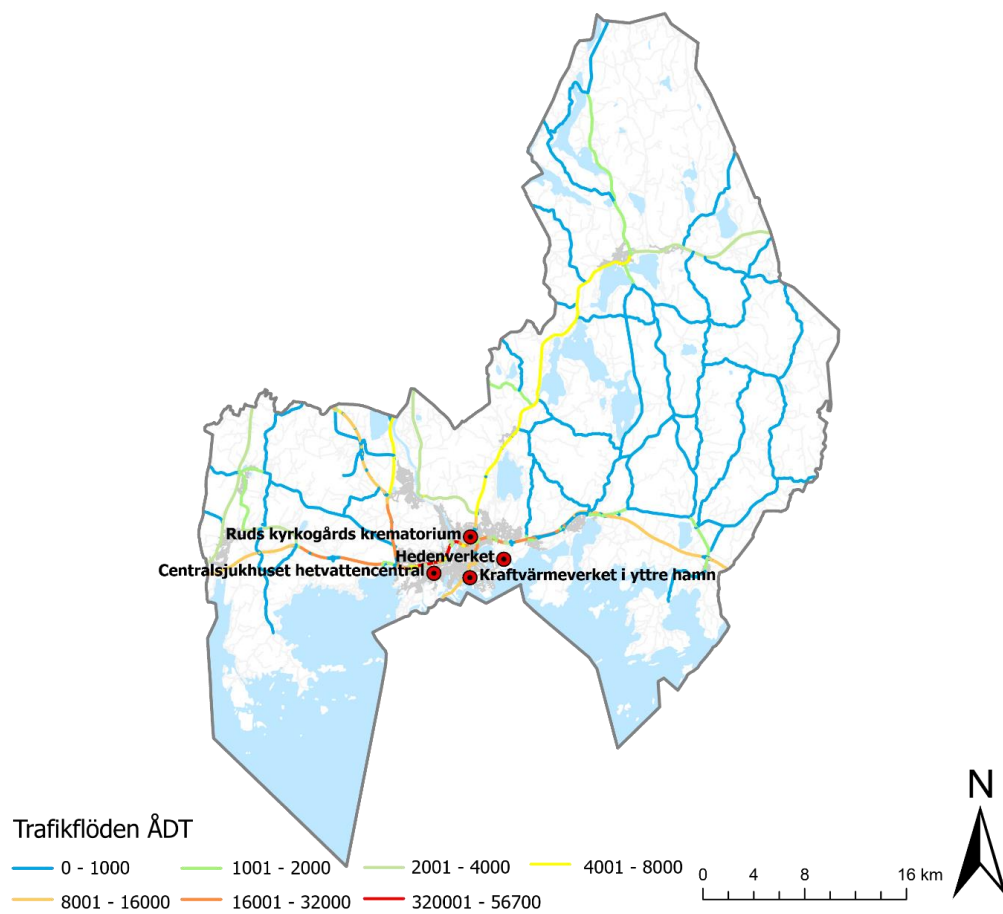 Ruds kyrkogårds krematorium
Hedenverket
Centralsjukhuset hetvattencentral
Kraftvärmeverket i yttre hamn
N
Trafikflöden ÅDT
0 - 1000
1001 - 2000
2001 - 4000
4001 - 8000
8001 - 16000
16001 - 32000
320001 - 56700
0 4 8 16 km